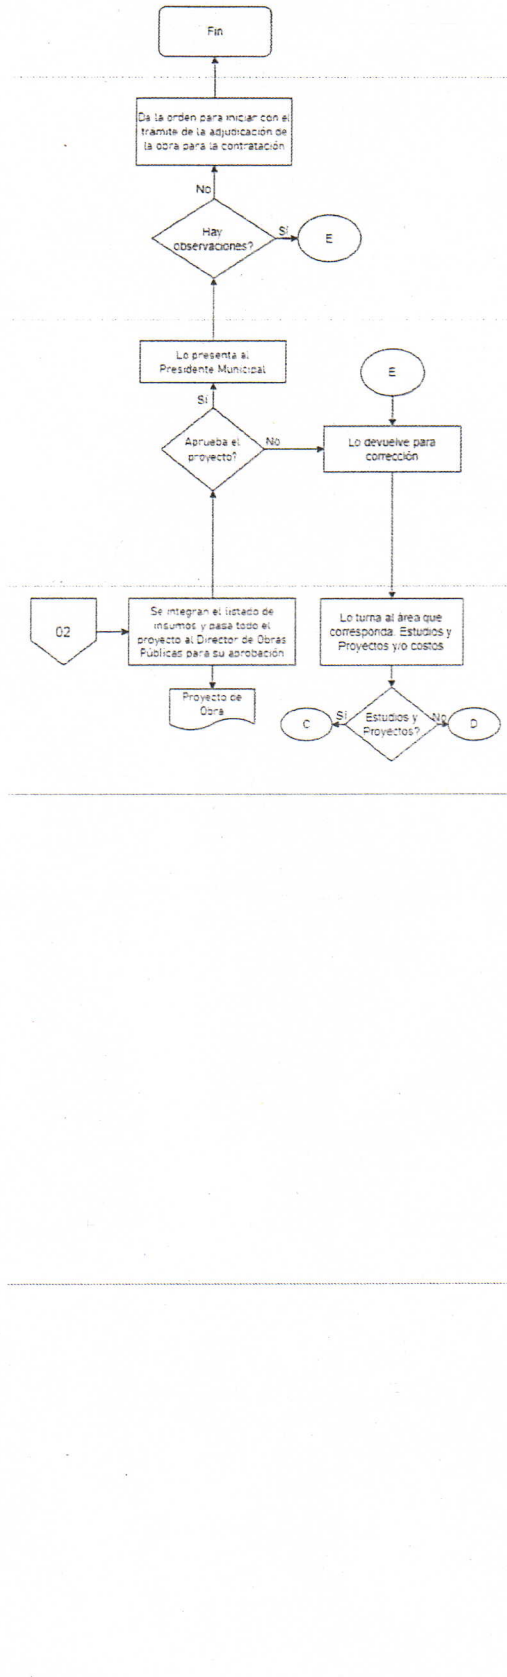 Fin
Da la orden para iniciar con el
trámite de la adjudicación de
la obra para la contratación
No
Hay
observaciones?
Sí
E
Lo presenta al
Presidente Municipal
Sí
E
Aprueba el
proyecto?
No
Lo devuelve para
corrección
02
Se integran el listado de
insumos y pasa todo el
proyecto al Director de Obras
Públicas para su aprobación
Lo turna al área que
corresponda. Estudios y
Proyectos y/o costos
Proyecto de
Obra
C
Sí
Estudios y
Proyectos?
No
D